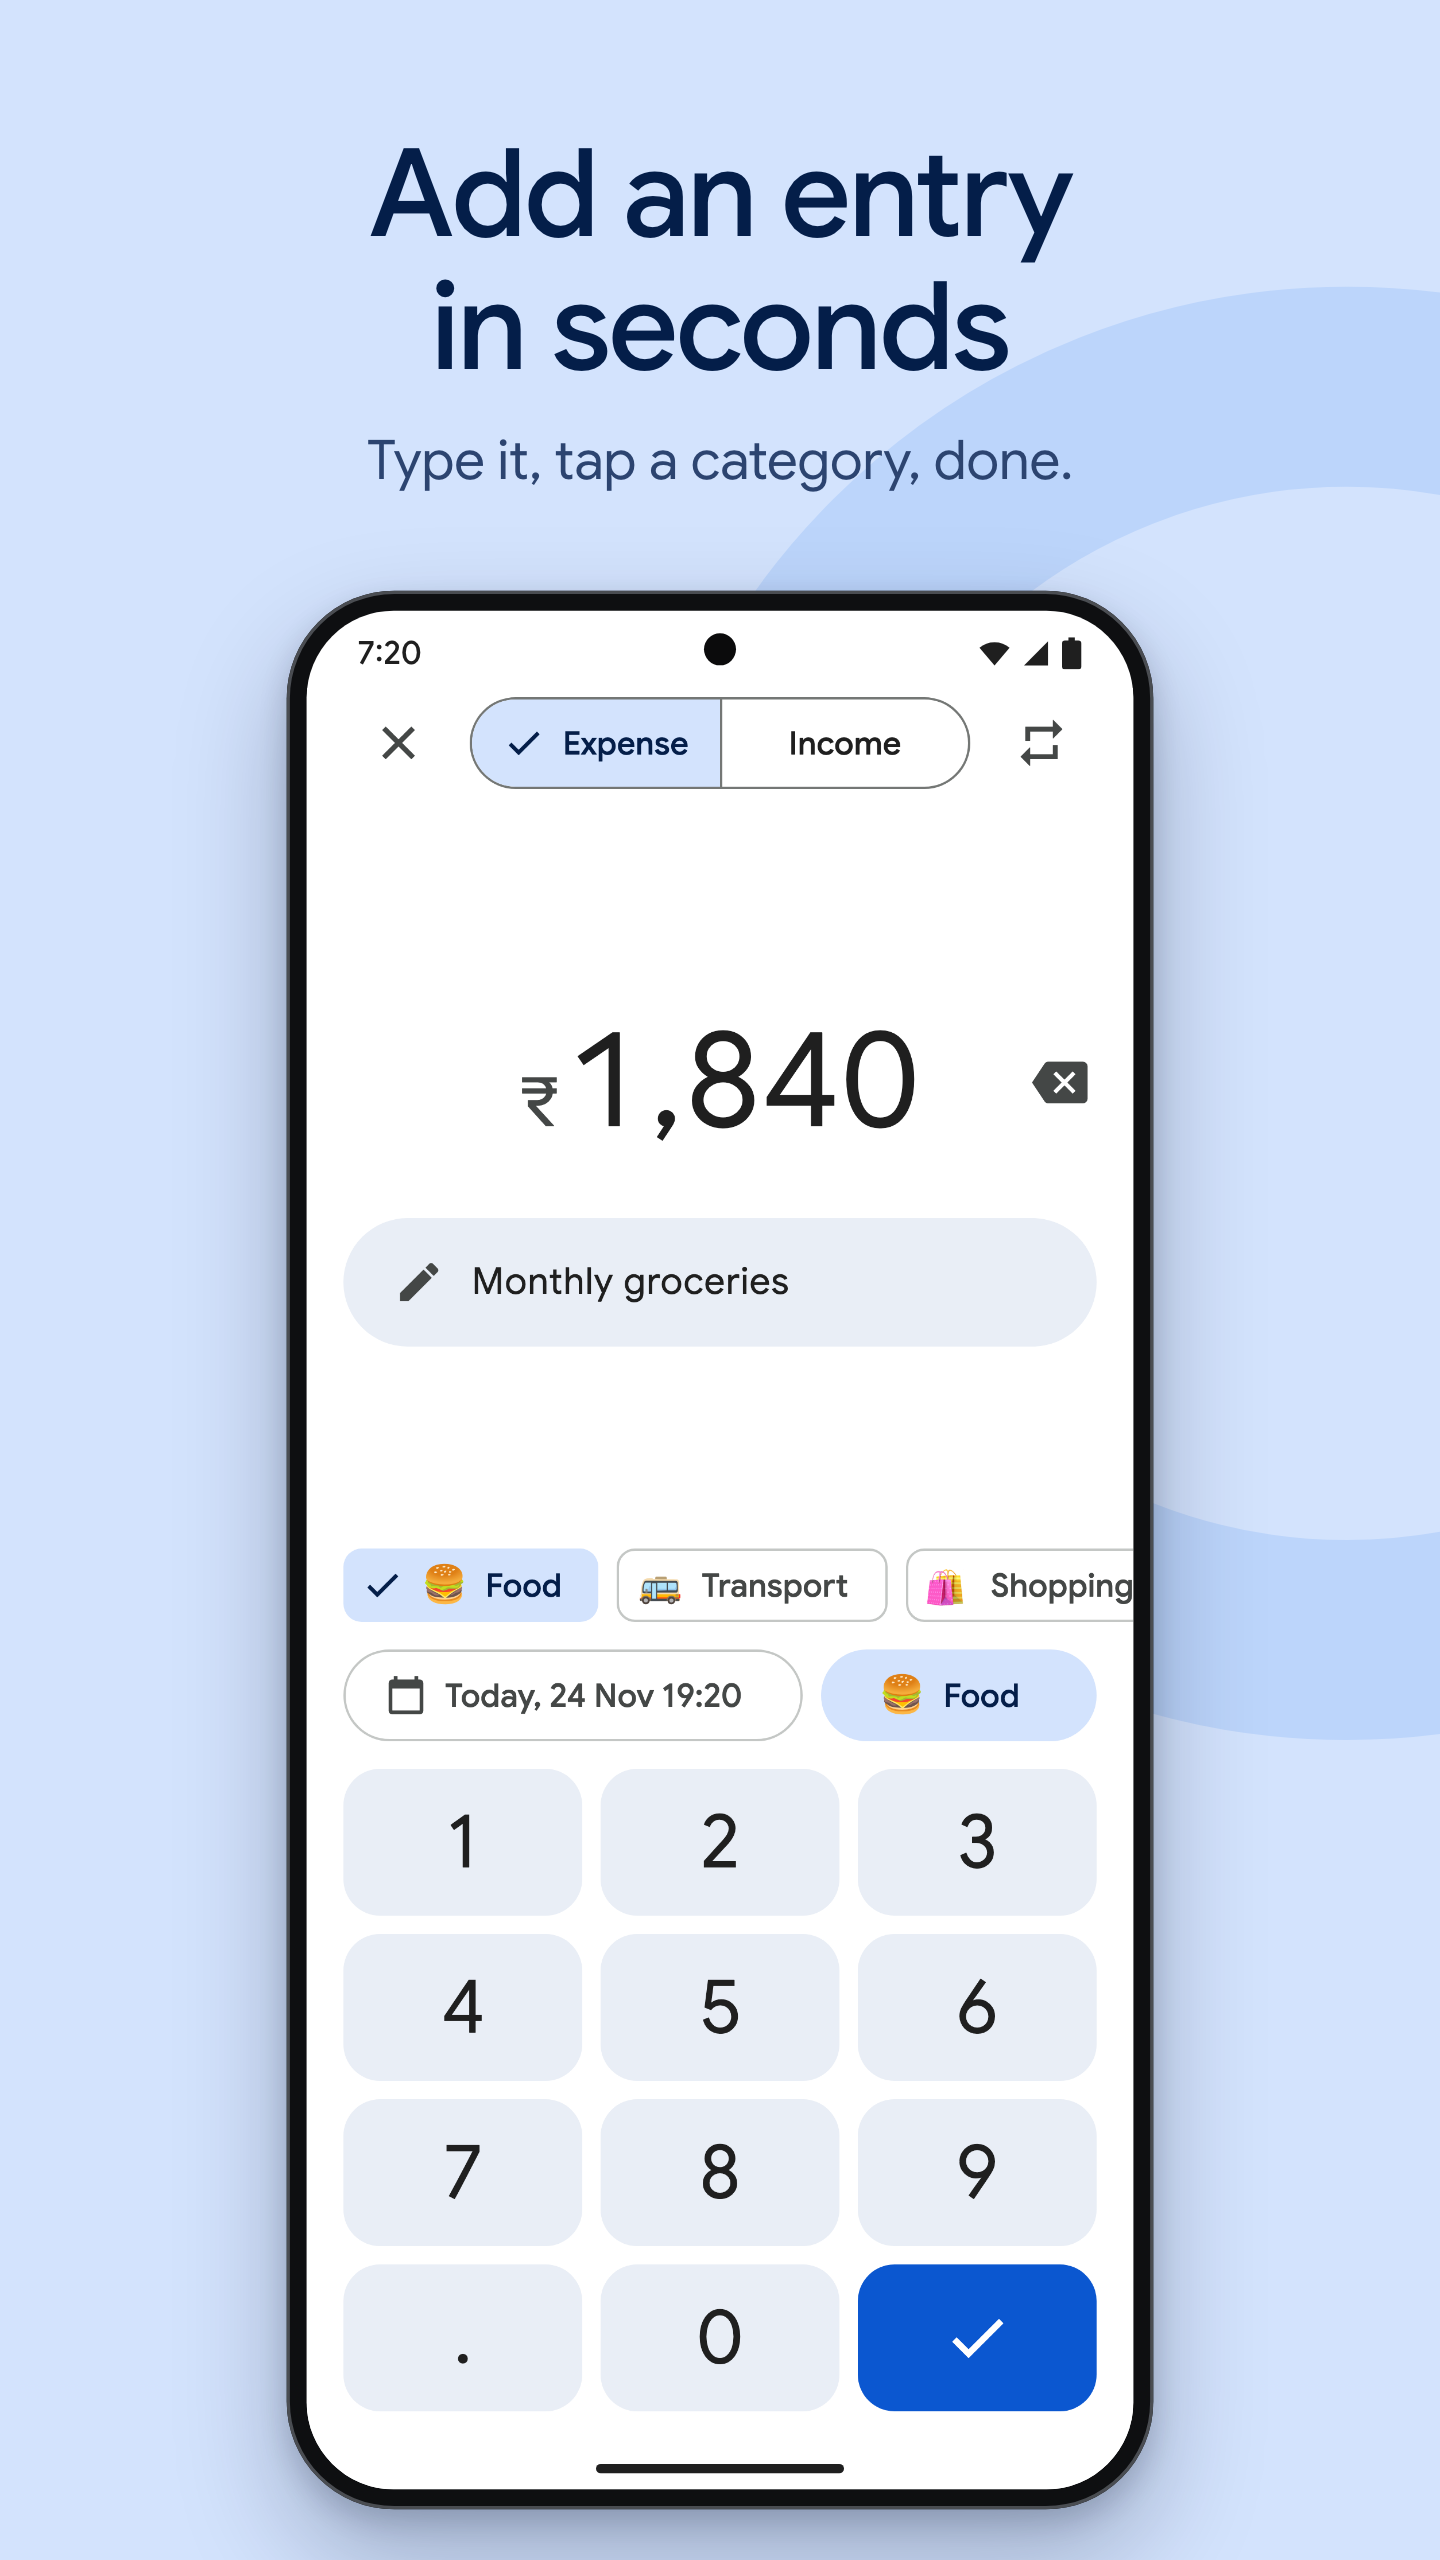 Add an entry
in seconds
Type it, tap a category, done.
7:20
Expense
Income
₹1,840
Monthly groceries
Food
Transport
Shopping
Today, 24 Nov 19:20
Food
1
2
3
4
5
6
7
8
9
.
0